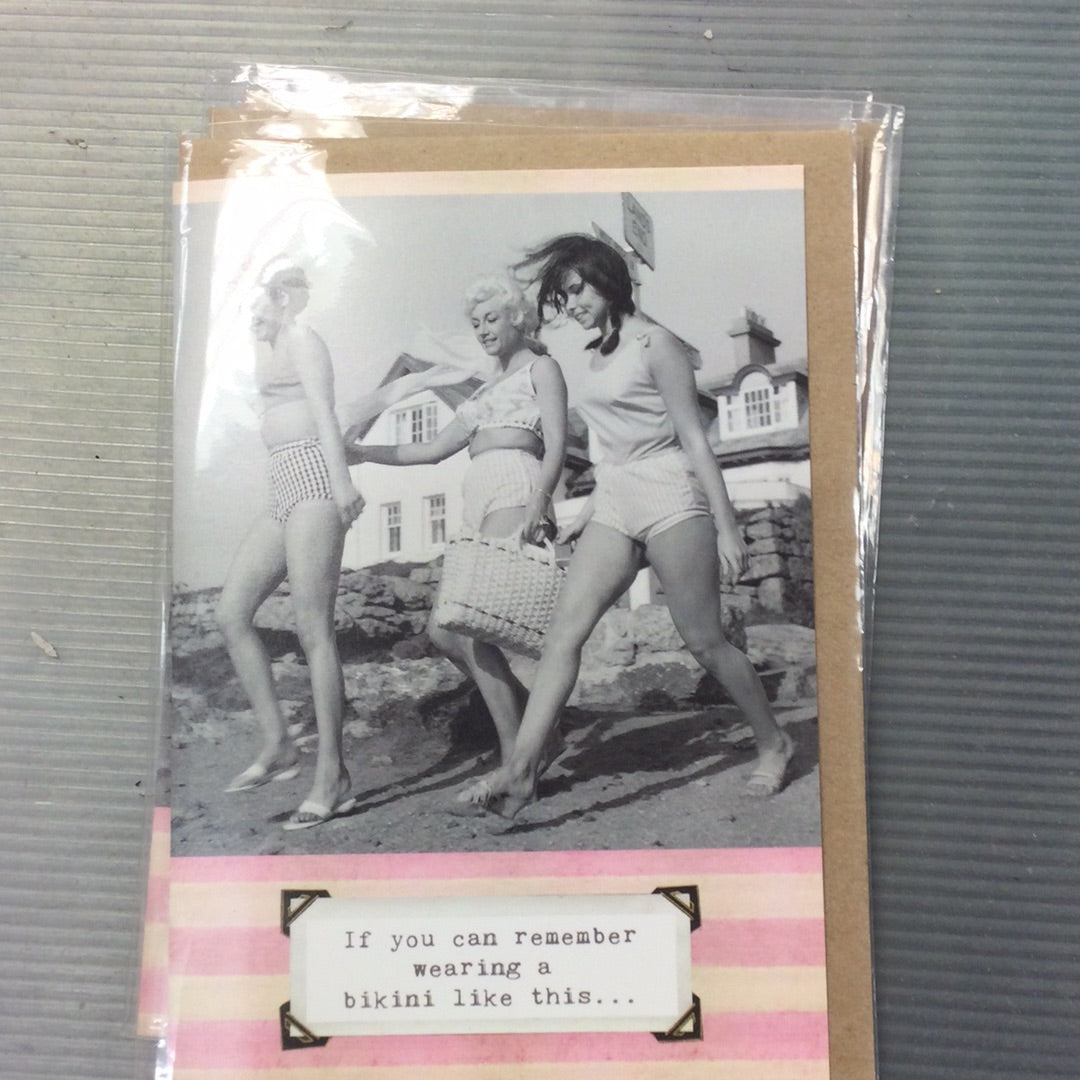 If you can remember
wearing a
bikini like this...